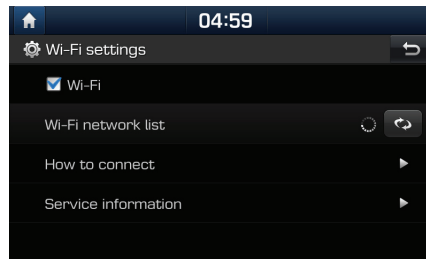 04:59
Wi-Fi settings
Wi-Fi
Wi-Fi network list
How to connect
Service information